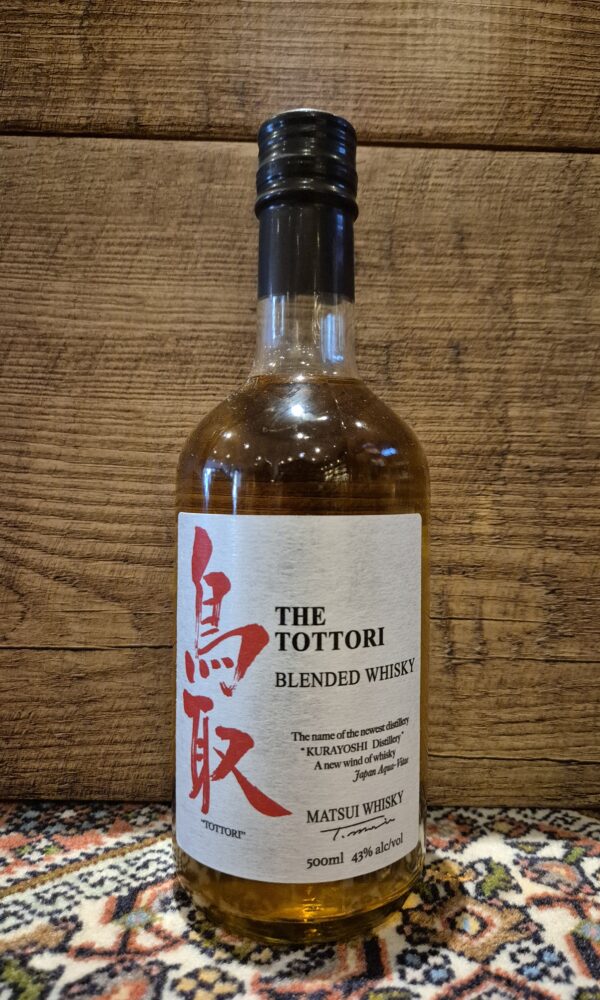 鳥取
"TOTTORI"
THE
TOTTORI
BLENDED WHISKY
The name of the newest distillery
"KURAYOSHI Distillery"
A new wind of whisky
Japan Aqua-Vitae
MATSUI WHISKY
500ml 43% alc/vol